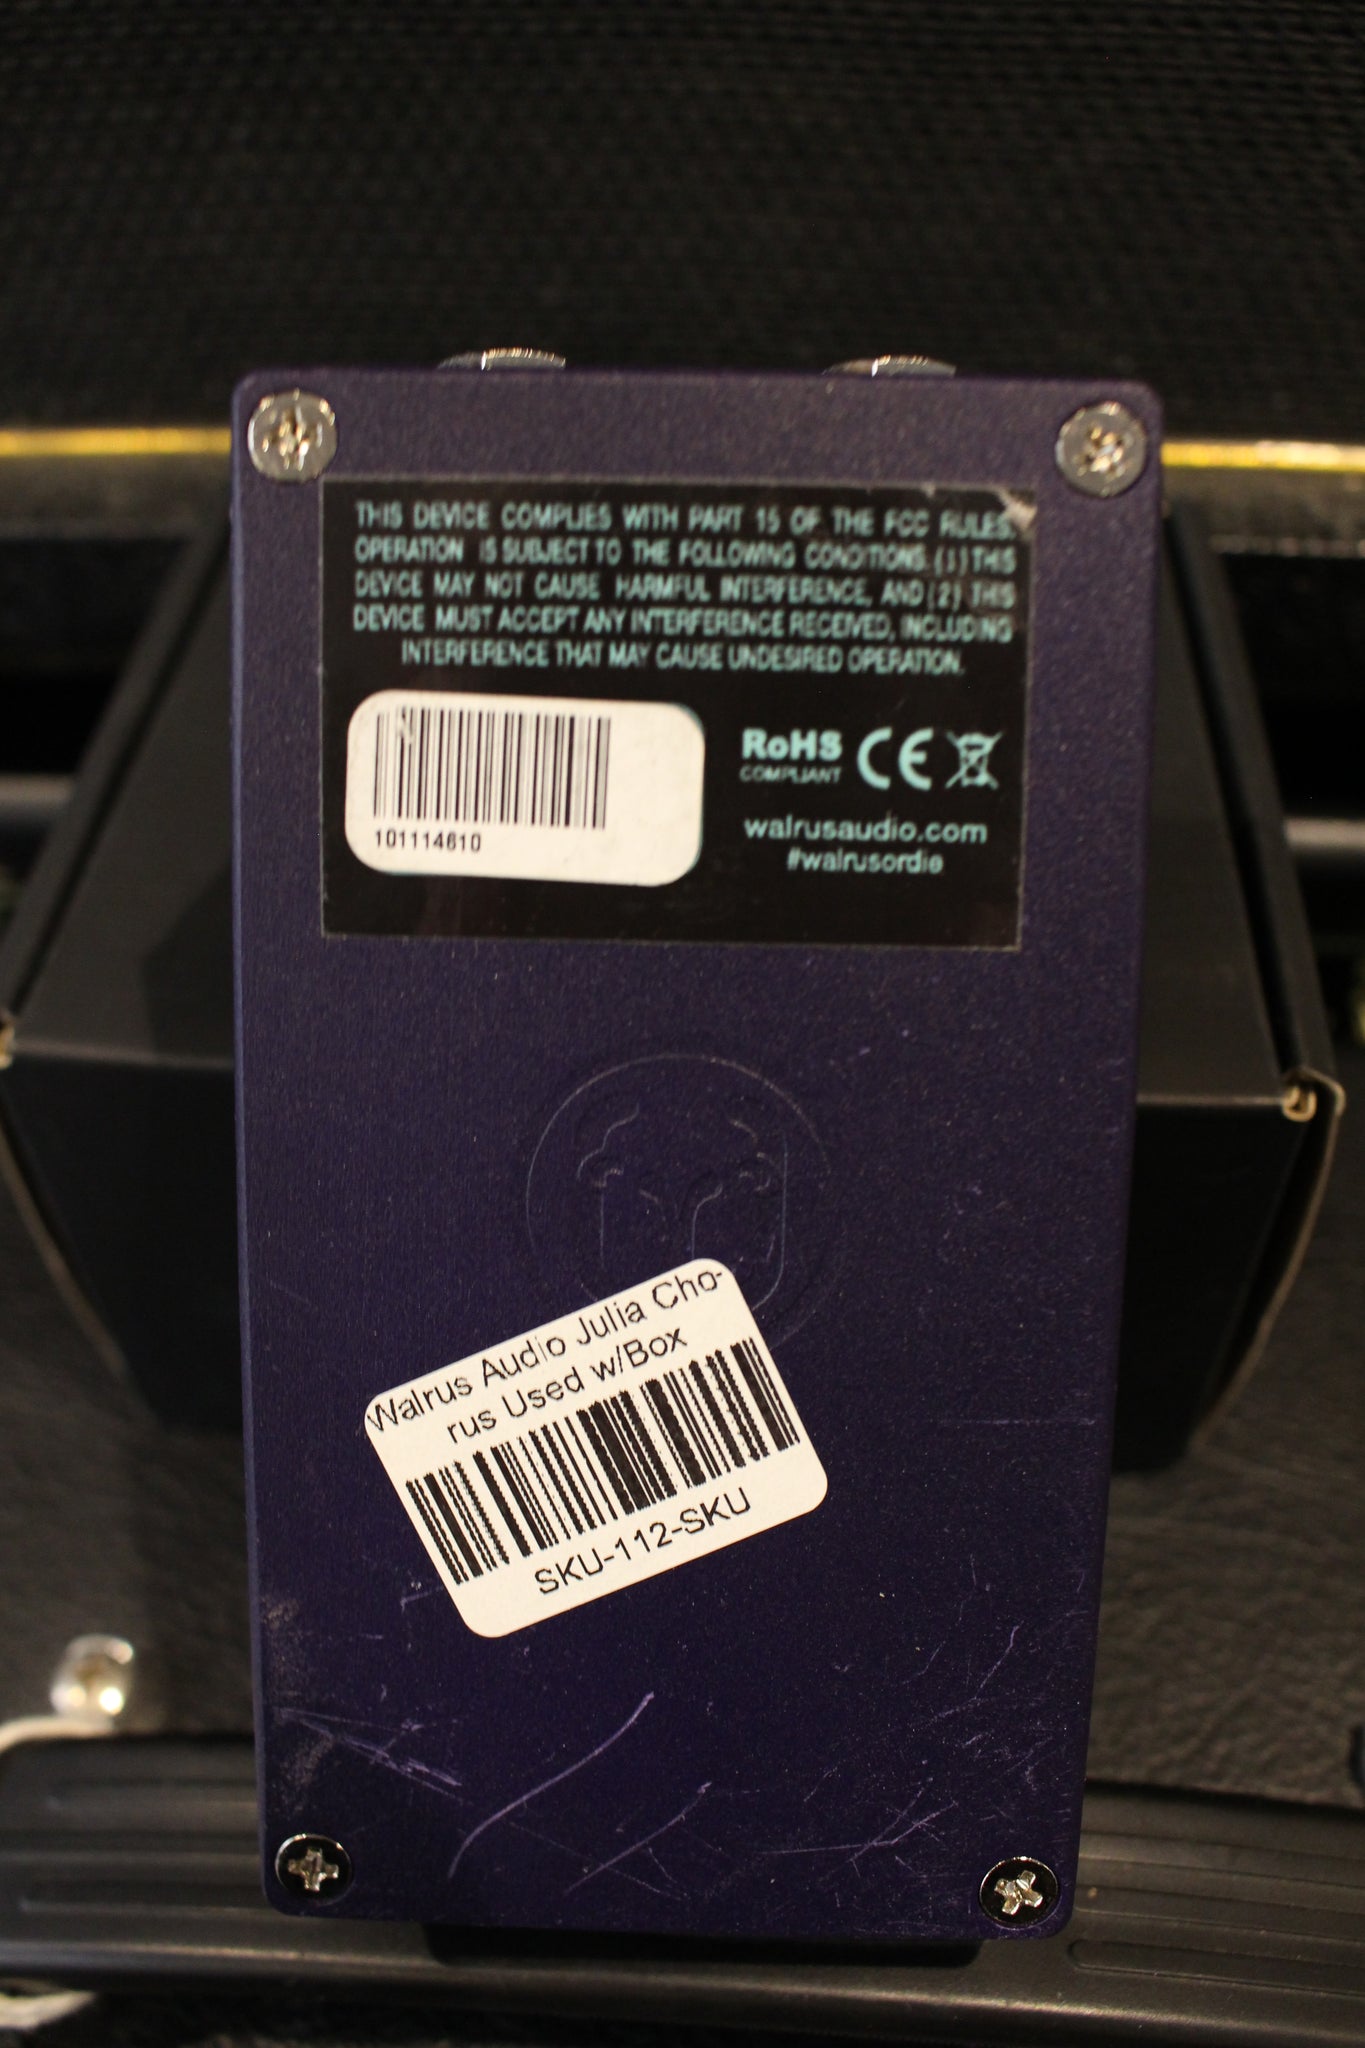 THIS DEVICE COMPLIES WITH PART 15 OF THE FCC RULES.
OPERATION IS SUBJECT TO THE FOLLOWING CONDITIONS. (1) THIS
DEVICE MAY NOT CAUSE HARMFUL INTERFERENCE, AND (2) THIS
DEVICE MUST ACCEPT ANY INTERFERENCE RECEIVED, INCLUDING
INTERFERENCE THAT MAY CAUSE UNDESIRED OPERATION.
101114610
RoHS
COMPLIANT
CE
walrusaudio.com
#walrusordie
Walrus Audio Julia Cho-
rus Used w/Box
SKU-112-SKU